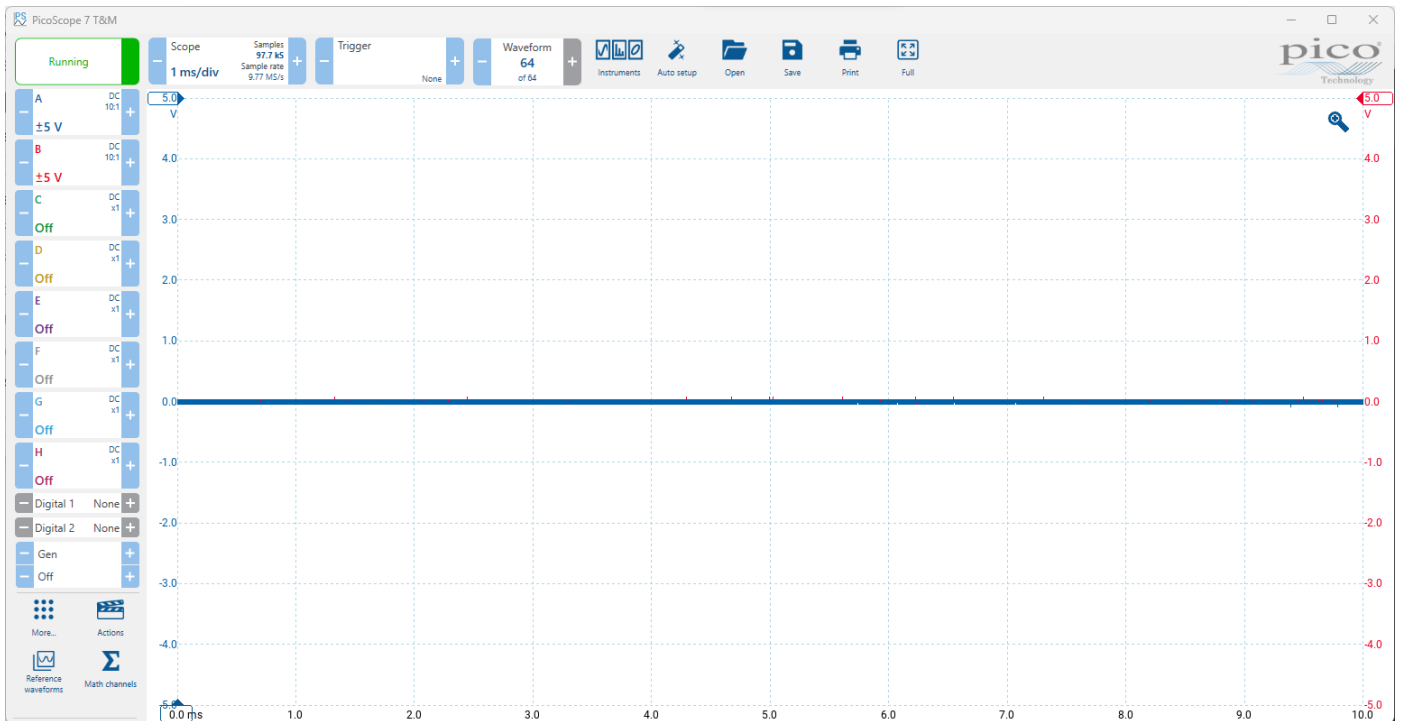 PicoScope 7 T&M
Running
Scope
1 ms/div
Samples
97.7 kS
Sample rate
9.77 MS/s
Trigger
None
Waveform
64
of 64
Instruments
Auto setup
Open
Save
Print
Full
pico
Technology
A
DC
10:1
±5 V
B
DC
10:1
±5 V
C
DC
x1
Off
D
DC
x1
Off
E
DC
x1
Off
F
DC
x1
Off
G
DC
x1
Off
H
DC
x1
Off
Digital 1 None
Digital 2 None
Gen
Off
More...
Actions
Reference
waveforms
Math channels
5.0
V
4.0
3.0
2.0
1.0
0.0
-1.0
-2.0
-3.0
-4.0
-5.0
5.0
V
4.0
3.0
2.0
1.0
0.0
-1.0
-2.0
-3.0
-4.0
-5.0
0.0 ms 1.0 2.0 3.0 4.0 5.0 6.0 7.0 8.0 9.0 10.0